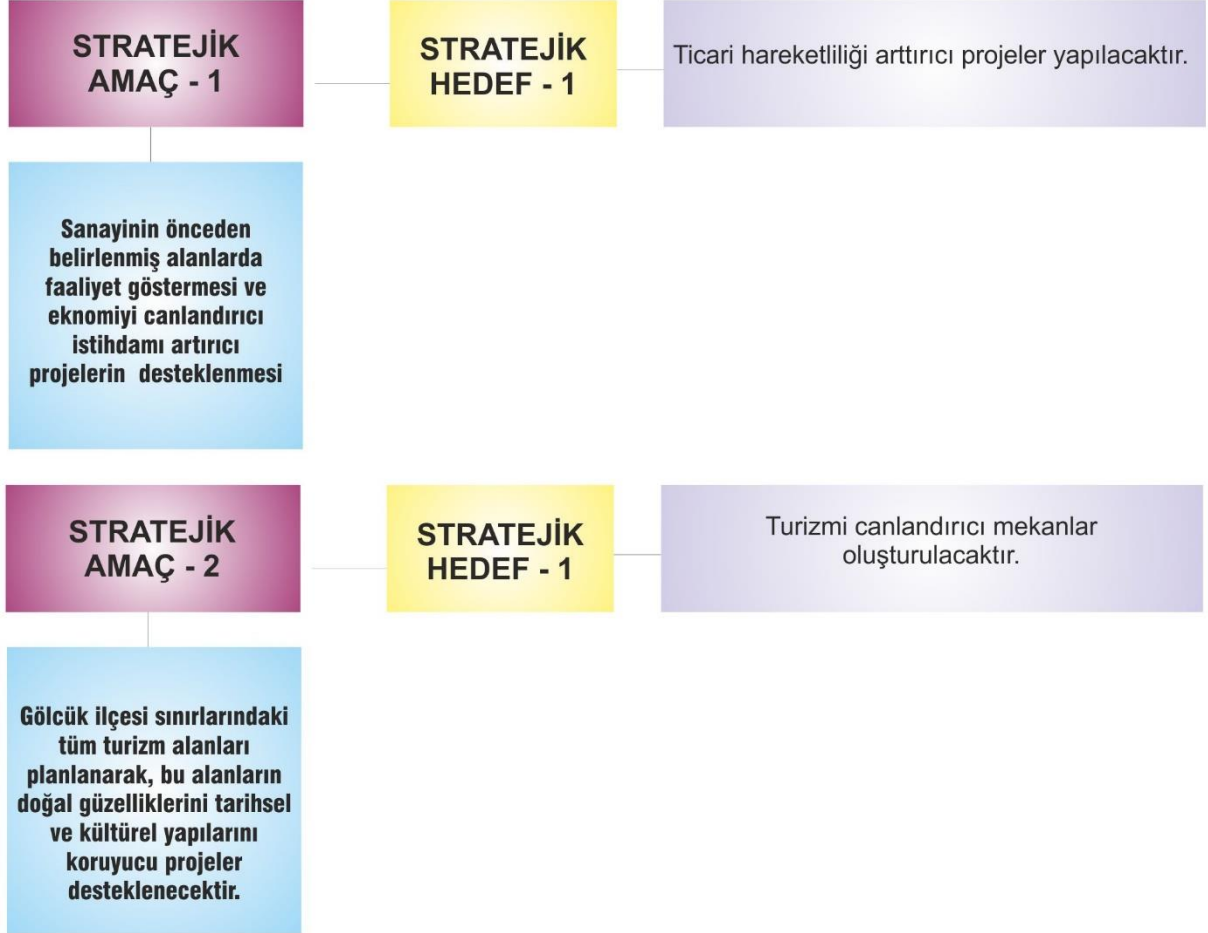 STRATEJİK
AMAÇ - 1
STRATEJİK
HEDEF - 1
Ticari hareketliliği arttırıcı projeler yapılacaktır.
Sanayinin önceden
belirlenmiş alanlarda
faaliyet göstermesi ve
eknomiyi canlandırıcı
istihdamı artırıcı
projelerin desteklenmesi
STRATEJİK
AMAÇ - 2
STRATEJİK
HEDEF - 1
Turizmi canlandırıcı mekanlar
oluşturulacaktır.
Gölcük ilçesi sınırlarındaki
tüm turizm alanları
planlanarak, bu alanların
doğal güzelliklerini tarihsel
ve kültürel yapılarını
koruyucu projeler
desteklenecektir.